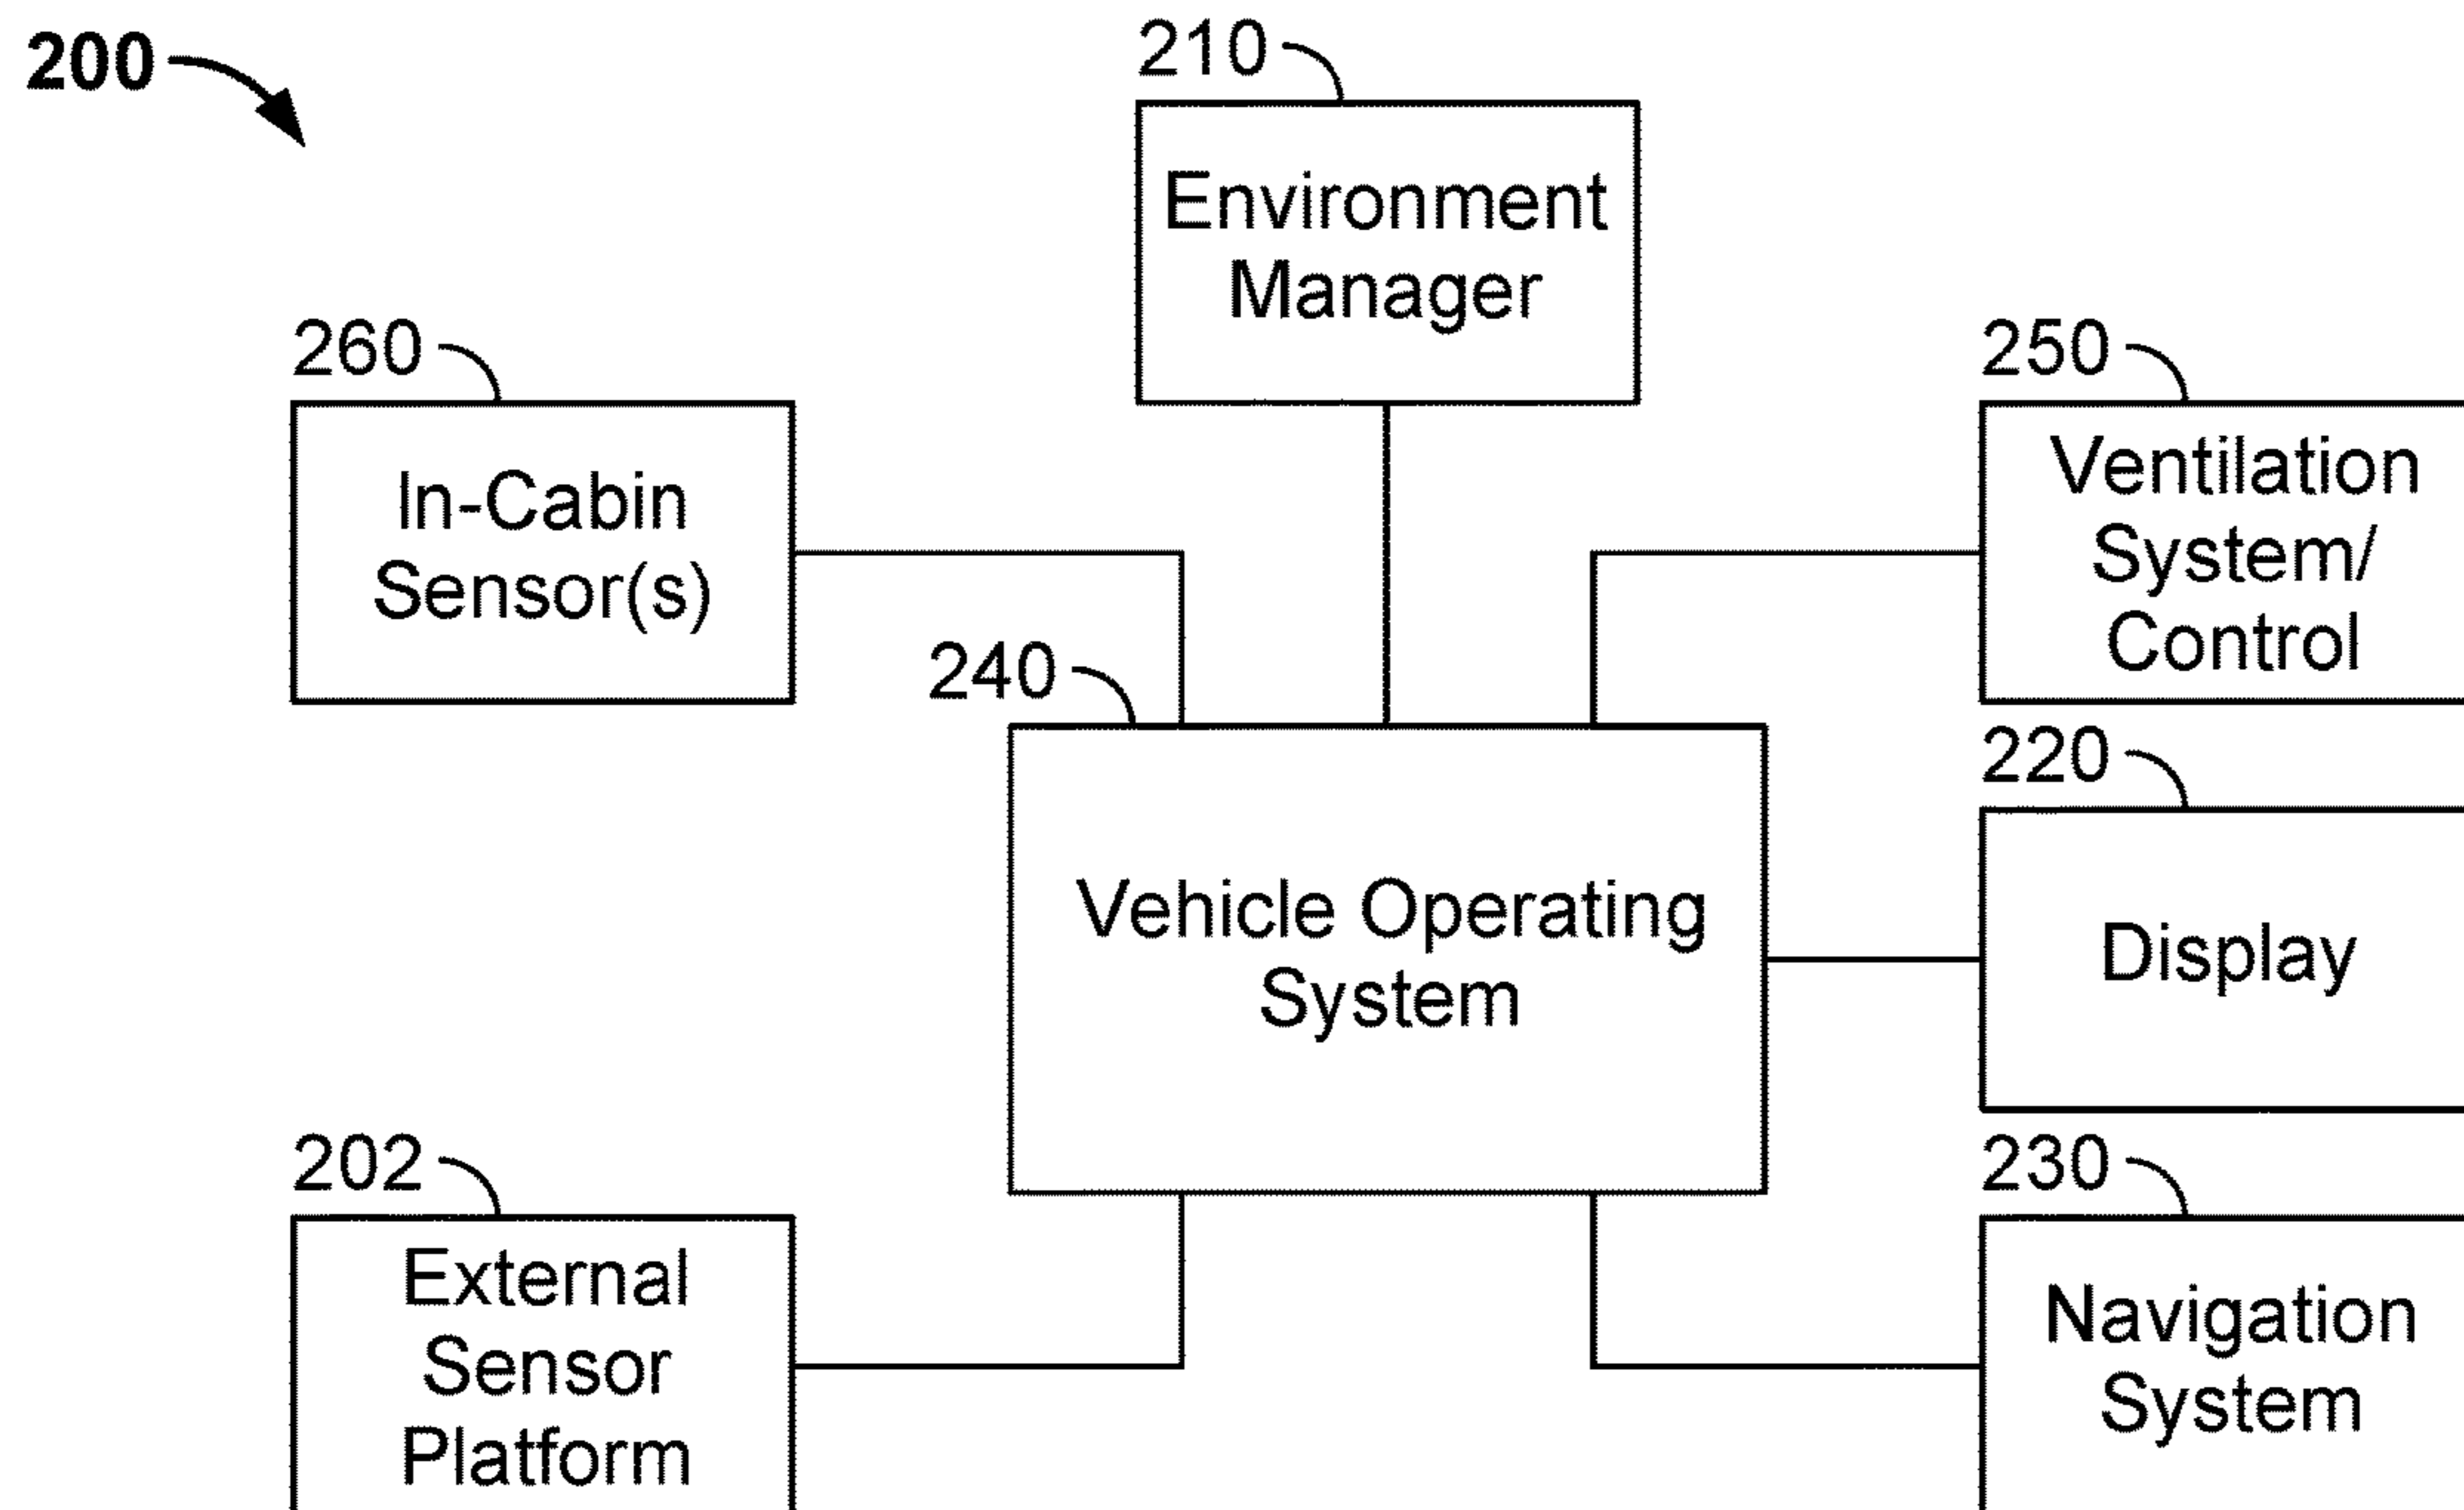 200
210
Environment
Manager
260
In-Cabin
Sensor(s)
250
Ventilation
System/
Control
240
Vehicle Operating
System
220
Display
202
External
Sensor
Platform
230
Navigation
System